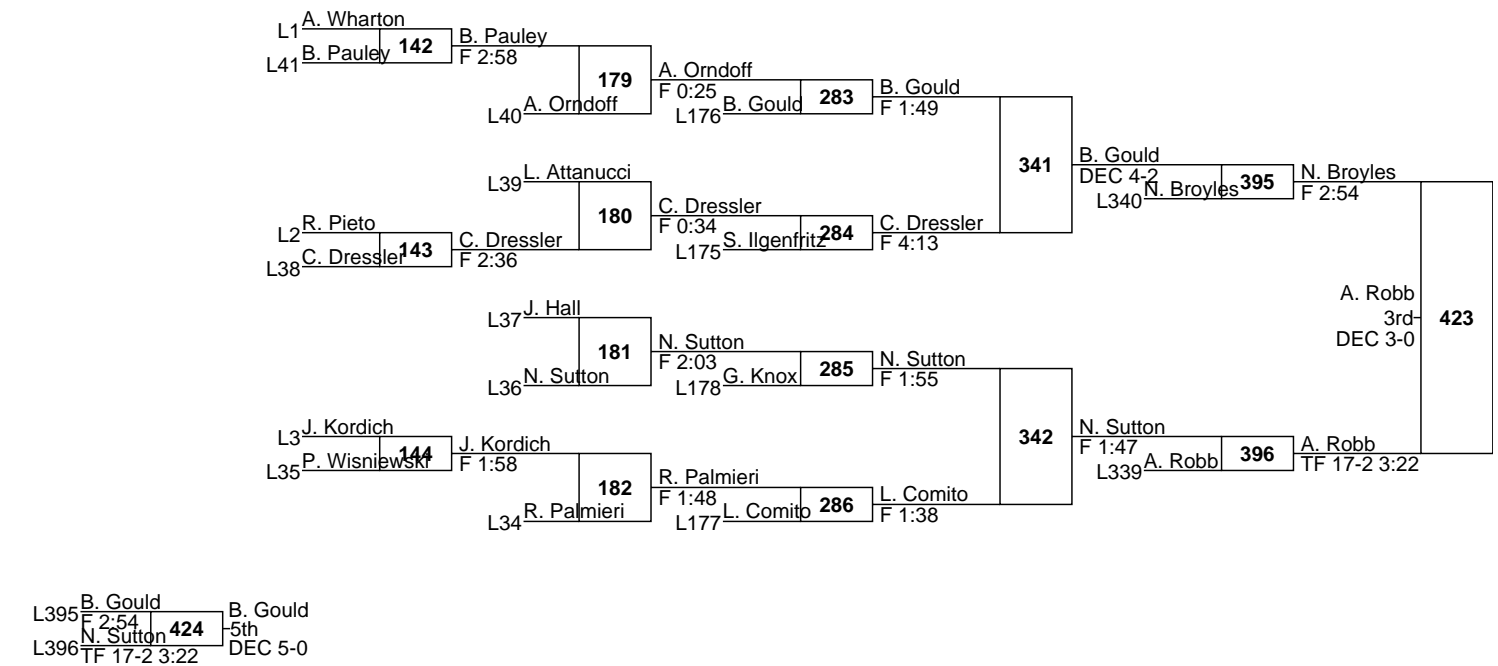 L1 A. Wharton
L41 B. Pauley
142
B. Pauley
F 2:58
L40 A. Orndoff
179
A. Orndoff
F 0:25
L176 B. Gould
283
B. Gould
F 1:49
L39 L. Attanucci
L2 R. Pieto
L38 C. Dressler
143
C. Dressler
F 2:36
180
C. Dressler
F 0:34
L175 S. Ilgenfritz
284
C. Dressler
F 4:13
341
B. Gould
DEC 4-2
L340 N. Broyles
395
N. Broyles
F 2:54
L37 J. Hall
L36 N. Sutton
181
N. Sutton
F 2:03
L178 G. Knox
285
N. Sutton
F 1:55
L3 J. Kordich
L35 P. Wisniewski
144
J. Kordich
F 1:58
L34 R. Palmieri
182
R. Palmieri
F 1:48
L177 L. Comito
286
L. Comito
F 1:38
342
N. Sutton
F 1:47
L339 A. Robb
396
A. Robb
TF 17-2 3:22
A. Robb
3rd
DEC 3-0
423
L395 B. Gould
F 2:54
L396 N. Sutton
TF 17-2 3:22
424
B. Gould
5th
DEC 5-0